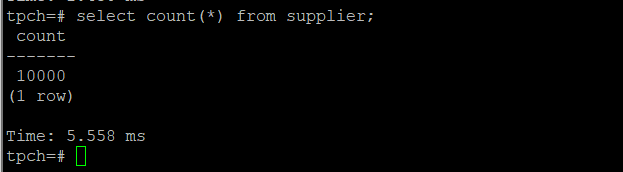 tpch=# select count(*) from supplier;
count
-------
10000
(1 row)
Time: 5.558 ms
tpch=#